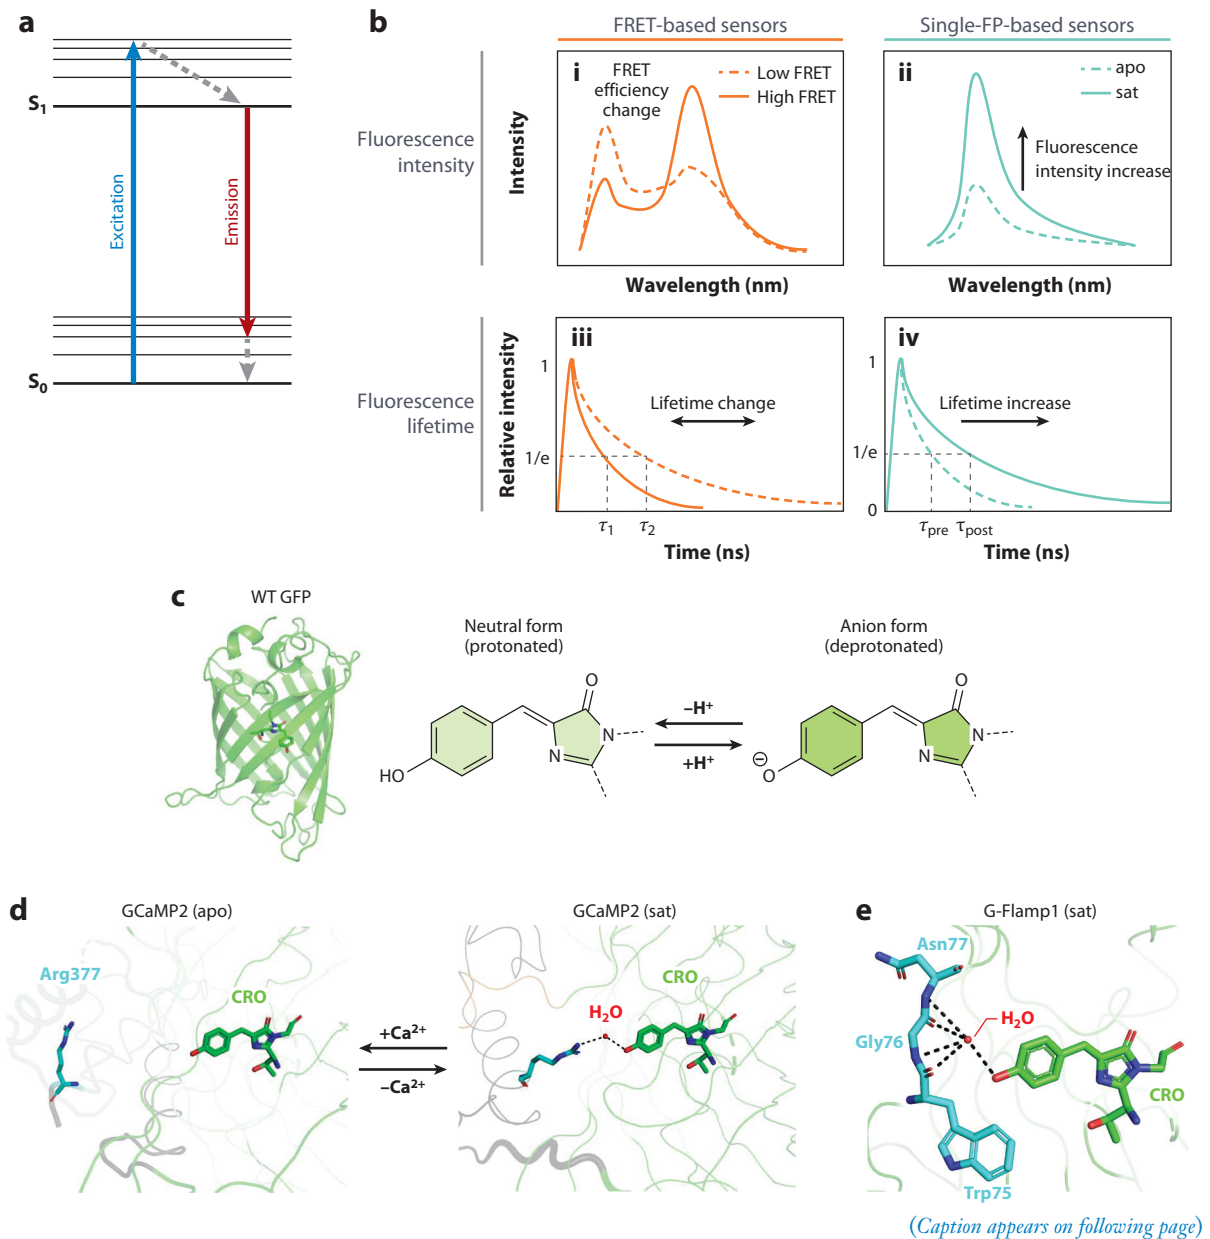 a
S1
S0
Excitation
Emission
b
FRET-based sensors
Single-FP-based sensors
Fluorescence
intensity
Fluorescence
lifetime
i
FRET
efficiency
change
Low FRET
High FRET
Intensity
Wavelength (nm)
ii
apo
sat
Fluorescence
intensity increase
Wavelength (nm)
iii
Relative intensity
1
1/e
Lifetime change
τ1
τ2
Time (ns)
iv
1
1/e
0
Lifetime increase
τpre
τpost
Time (ns)
c
WT GFP
Neutral form
(protonated)
HO
O
N
N
–H+
+H+
Anion form
(deprotonated)
⊖
O
O
N
N
d
GCaMP2 (apo)
Arg377
CRO
+Ca2+
–Ca2+
GCaMP2 (sat)
CRO
H2O
e
G-Flamp1 (sat)
Asn77
H2O
Gly76
CRO
Trp75
(Caption appears on following page)